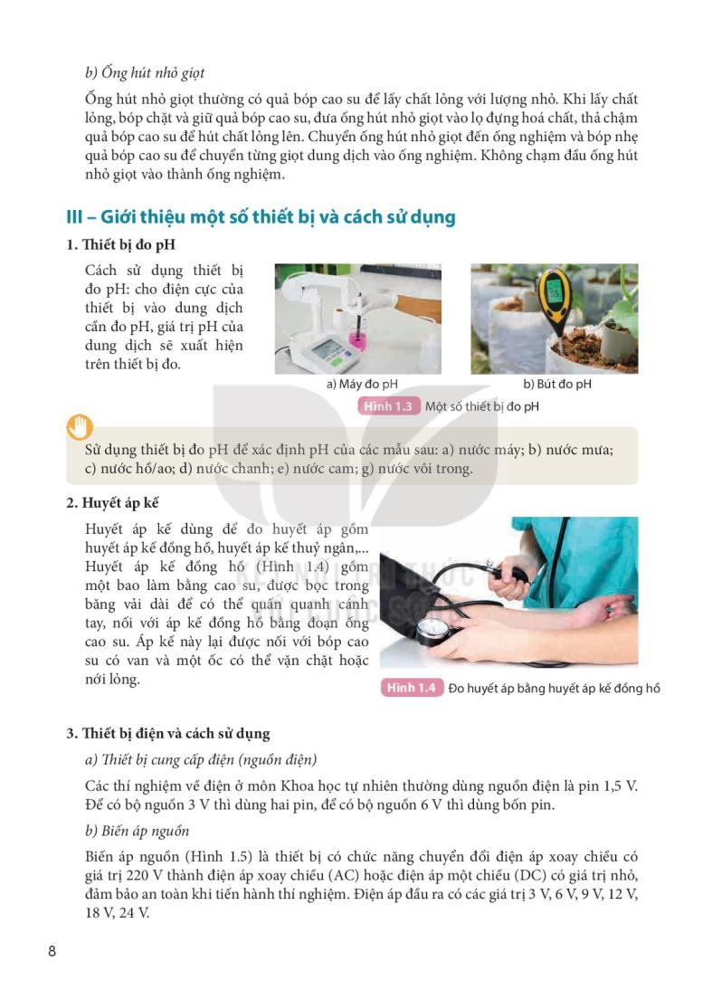 b) Ống hút nhỏ giọt
Ống hút nhỏ giọt thường có quả bóp cao su để lấy chất lỏng với lượng nhỏ. Khi lấy chất
lỏng, bóp chặt và giữ quả bóp cao su, đưa ống hút nhỏ giọt vào lọ đựng hoá chất, thả chậm
quả bóp cao su để hút chất lỏng lên. Chuyển ống hút nhỏ giọt đến ống nghiệm và bóp nhẹ
quả bóp cao su để chuyển từng giọt dung dịch vào ống nghiệm. Không chạm đầu ống hút
nhỏ giọt vào thành ống nghiệm.
III – Giới thiệu một số thiết bị và cách sử dụng
1. Thiết bị đo pH
Cách sử dụng thiết bị
đo pH: cho điện cực của
thiết bị vào dung dịch
cần đo pH, giá trị pH của
dung dịch sẽ xuất hiện
trên thiết bị đo.
a) Máy đo pH
b) Bút đo pH
Hình 1.3 Một số thiết bị đo pH
Sử dụng thiết bị đo pH để xác định pH của các mẫu sau: a) nước máy; b) nước mưa;
c) nước hồ/ao; d) nước chanh; e) nước cam; g) nước vôi trong.
2. Huyết áp kế
Huyết áp kế dùng để đo huyết áp gồm
huyết áp kế đồng hồ, huyết áp kế thuỷ ngân,...
Huyết áp kế đồng hồ (Hình 1.4) gồm
một bao làm bằng cao su, được bọc trong
băng vải dài để có thể quấn quanh cánh
tay, nối với áp kế đồng hồ bằng đoạn ống
cao su. Áp kế này lại được nối với bóp cao
su có van và một ốc có thể vặn chặt hoặc
nới lỏng.
KẾT NỐI TRI THỨC
VỚI CUỘC SỐNG
Hình 1.4 Đo huyết áp bằng huyết áp kế đồng hồ
3. Thiết bị điện và cách sử dụng
a) Thiết bị cung cấp điện (nguồn điện)
Các thí nghiệm về điện ở môn Khoa học tự nhiên thường dùng nguồn điện là pin 1,5 V.
Để có bộ nguồn 3 V thì dùng hai pin, để có bộ nguồn 6 V thì dùng bốn pin.
b) Biến áp nguồn
Biến áp nguồn (Hình 1.5) là thiết bị có chức năng chuyển đổi điện áp xoay chiều có
giá trị 220 V thành điện áp xoay chiều (AC) hoặc điện áp một chiều (DC) có giá trị nhỏ,
đảm bảo an toàn khi tiến hành thí nghiệm. Điện áp đầu ra có các giá trị 3 V, 6 V, 9 V, 12 V,
18 V, 24 V.
8